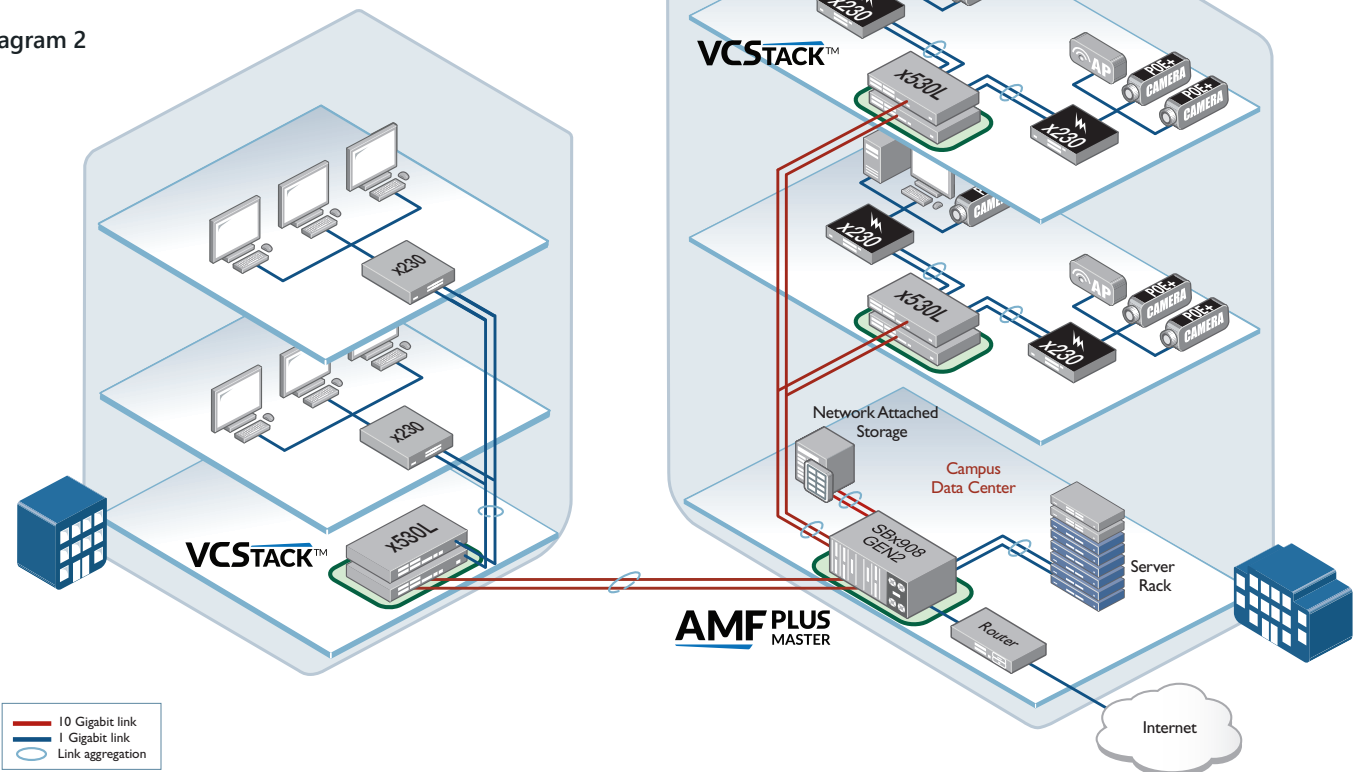 agram 2
VCSTACK™
x230
x530L
AP
POE+
CAMERA
POE+
CAMERA
x230
x230
x230
CAME
x530L
AP
POE+
CAMERA
POE+
CAMERA
x230
x230
Network Attached
Storage
Campus
Data Center
SBx908
GEN2
Server
Rack
VCSTACK™
x530L
AMF PLUS
MASTER
Router
Internet
10 Gigabit link
1 Gigabit link
Link aggregation